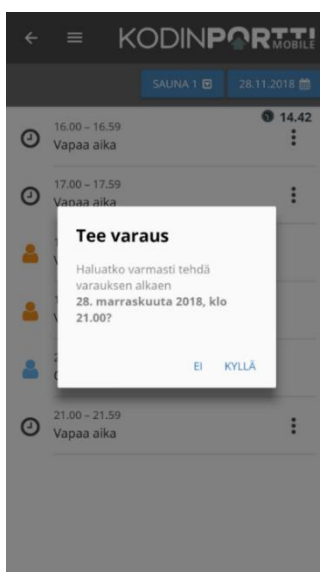 KODINPORTTI
MOBILE
SAUNA 1
28.11.2018
14.42
16.00 – 16.59
Vapaa aika
17.00 – 17.59
Vapaa aika
Tee varaus
Haluatko varmasti tehdä
varauksen alkaen
28. marraskuuta 2018, klo
21.00?
EI KYLLÄ
21.00 – 21.59
Vapaa aika